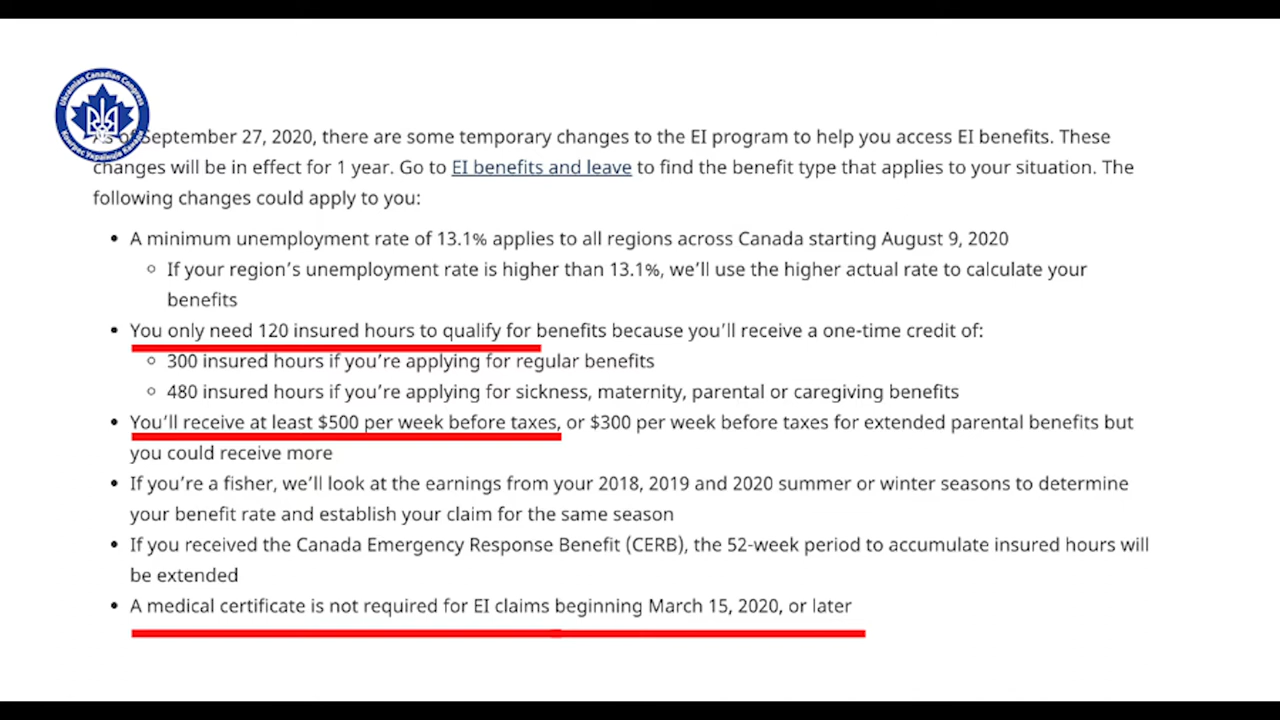 Ukrainian Canadian Congress
Конгрес Українців Канади
As of September 27, 2020, there are some temporary changes to the EI program to help you access EI benefits. These
changes will be in effect for 1 year. Go to EI benefits and leave to find the benefit type that applies to your situation. The
following changes could apply to you:
• A minimum unemployment rate of 13.1% applies to all regions across Canada starting August 9, 2020
○ If your region’s unemployment rate is higher than 13.1%, we’ll use the higher actual rate to calculate your
benefits
• You only need 120 insured hours to qualify for benefits because you’ll receive a one-time credit of:
○ 300 insured hours if you’re applying for regular benefits
○ 480 insured hours if you’re applying for sickness, maternity, parental or caregiving benefits
• You’ll receive at least $500 per week before taxes, or $300 per week before taxes for extended parental benefits but
you could receive more
• If you’re a fisher, we’ll look at the earnings from your 2018, 2019 and 2020 summer or winter seasons to determine
your benefit rate and establish your claim for the same season
• If you received the Canada Emergency Response Benefit (CERB), the 52-week period to accumulate insured hours will
be extended
• A medical certificate is not required for EI claims beginning March 15, 2020, or later